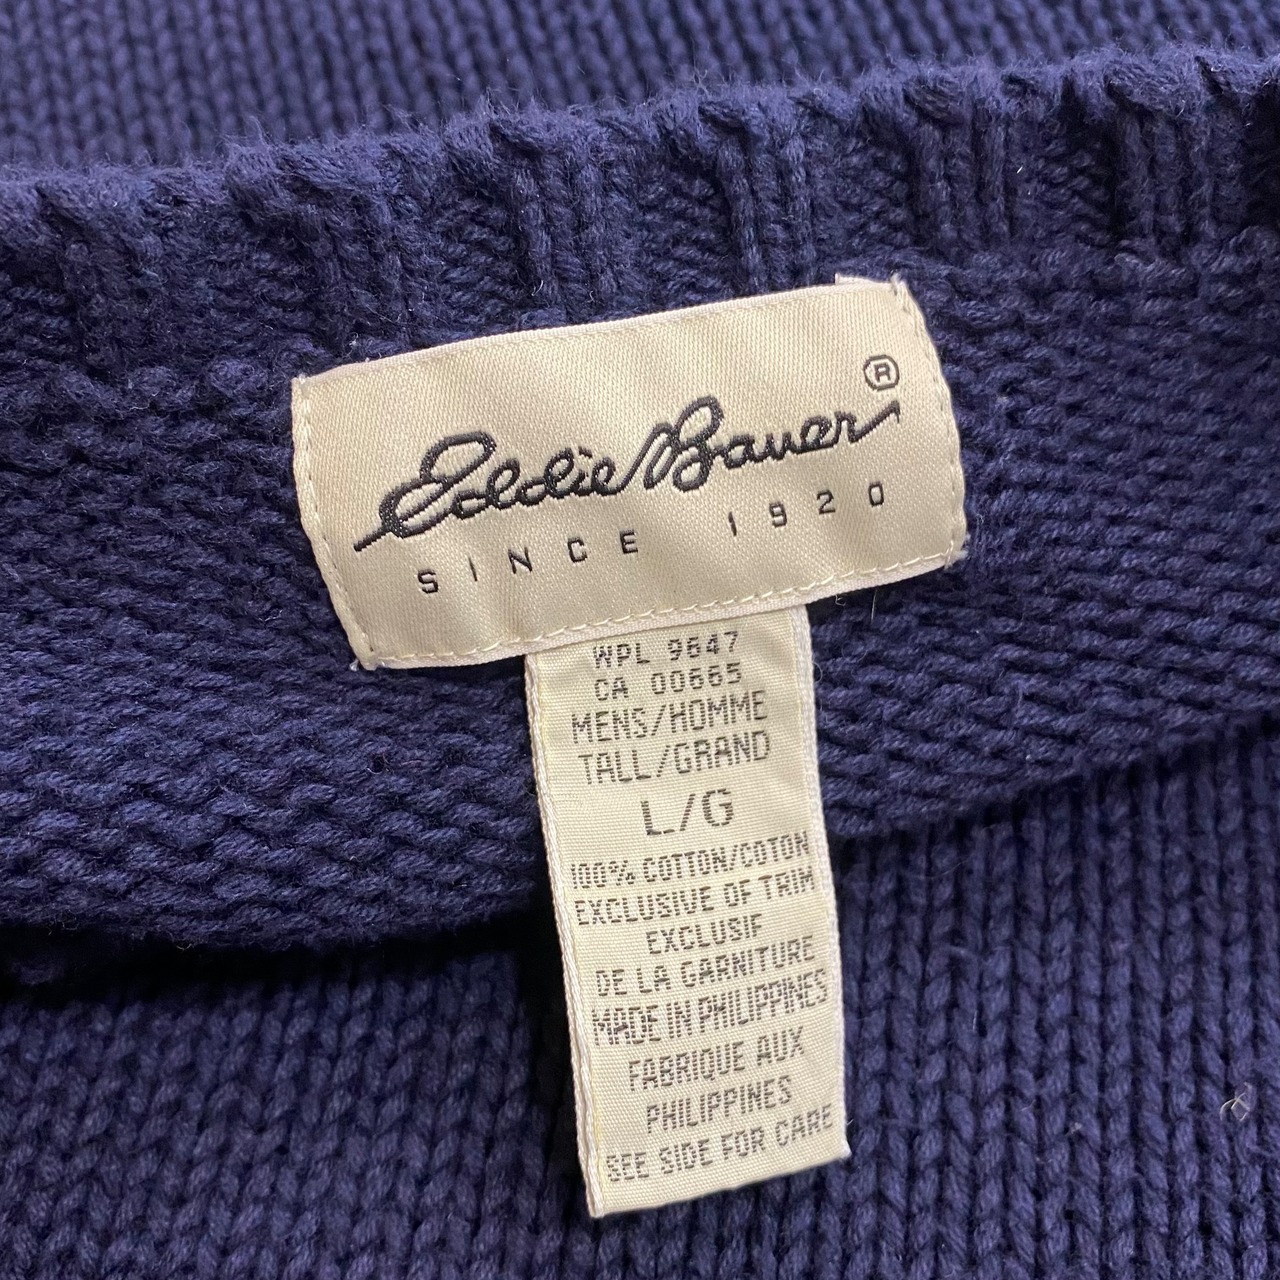 Eddie Bauer ®
SINCE 1920
WPL 9647
CA 00665
MENS/HOMME
TALL/GRAND
L/G
100% COTTON/COTON
EXCLUSIVE OF TRIM
EXCLUSIF
DE LA GARNITURE
MADE IN PHILIPPINES
FABRIQUE AUX
PHILIPPINES
SEE SIDE FOR CARE